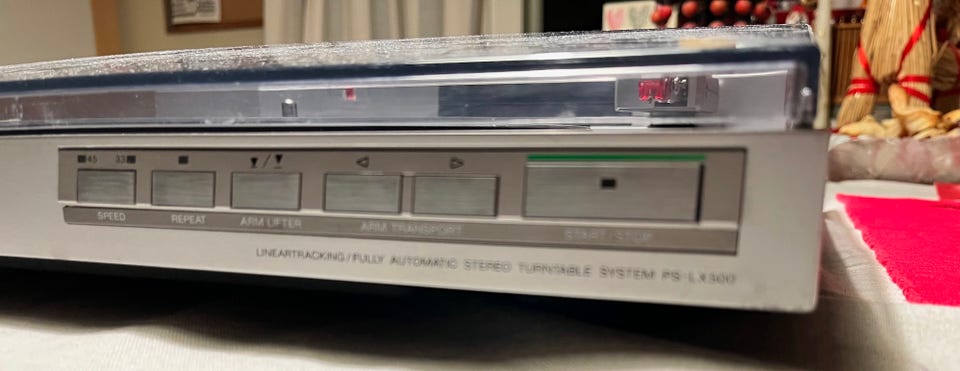 45 33
SPEED REPEAT ARM LIFTER ARM TRANSPORT START / STOP
LINEARTRACKING/FULLY AUTOMATIC STEREO TURNTABLE SYSTEM PS-LX500